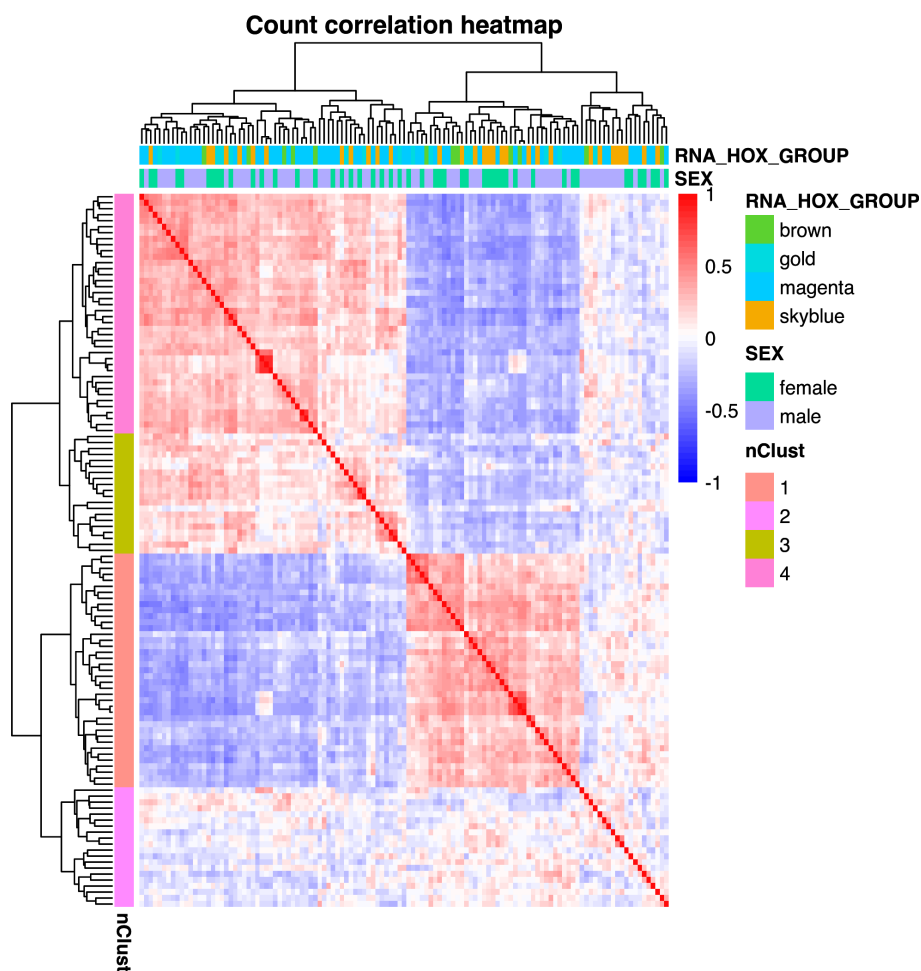 Count correlation heatmap
RNA_HOX_GROUP
SEX
1
0.5
0
-0.5
-1
RNA_HOX_GROUP
brown
gold
magenta
skyblue
SEX
female
male
nClust
1
2
3
4
nClust